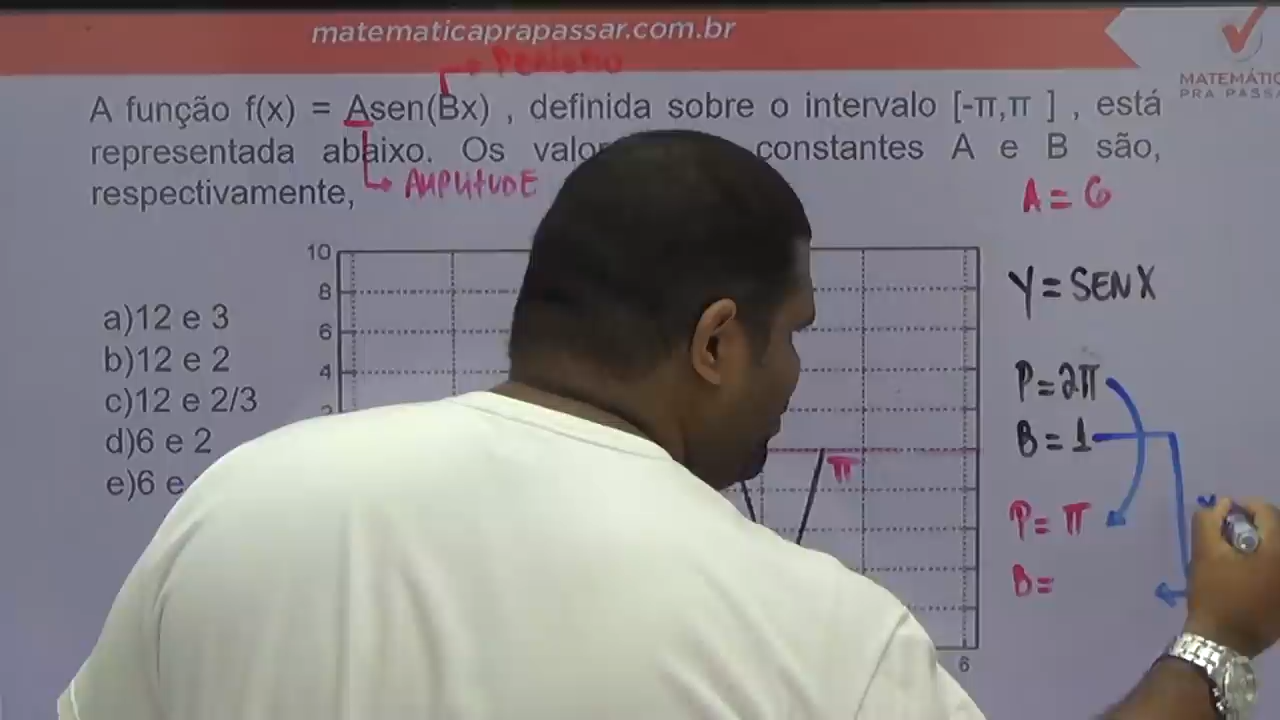 matematicaprapassar.com.br
MATEMÁTIC
PRA PASSA
PERÍODO
A função f(x) = Asen(Bx) , definida sobre o intervalo [-π,π ] , está
representada abaixo. Os valor constantes A e B são,
respectivamente,
AMPLITUDE
A = 6
10
8
6
4
2
π
6
a)12 e 3
b)12 e 2
c)12 e 2/3
d)6 e 2
e)6 e
Y = SENX
P = 2π
B = 1
P = π
B =